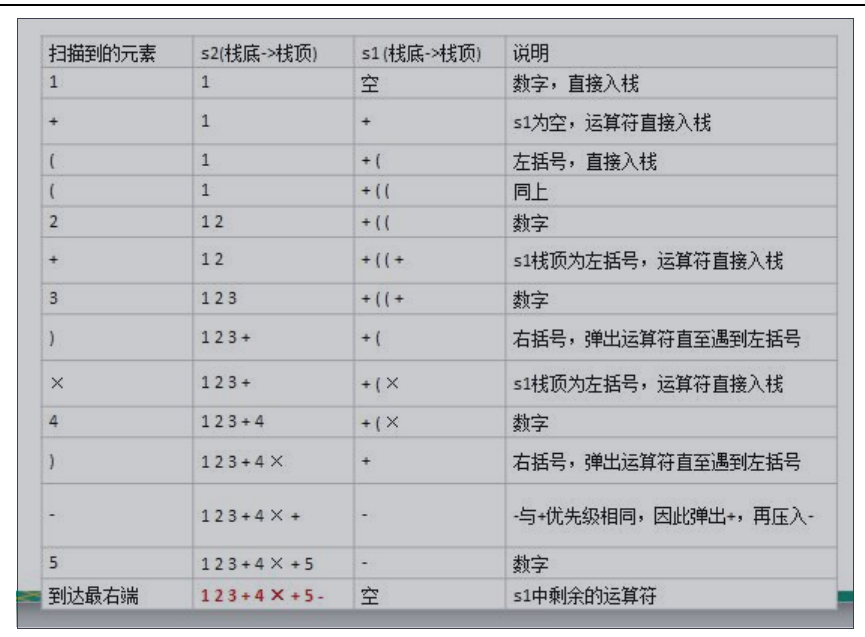 扫描到的元素 s2(栈底->栈顶) s1(栈底->栈顶) 说明
1 1 空 数字，直接入栈
+ 1 + s1为空，运算符直接入栈
( 1 +( 左括号，直接入栈
( 1 +(( 同上
2 1 2 +(( 数字
+ 1 2 +((+ s1栈顶为左括号，运算符直接入栈
3 1 2 3 +((+ 数字
) 1 2 3 + +( 右括号，弹出运算符直至遇到左括号
× 1 2 3 + +(× s1栈顶为左括号，运算符直接入栈
4 1 2 3 + 4 +(× 数字
) 1 2 3 + 4 × + 右括号，弹出运算符直至遇到左括号
- 1 2 3 + 4 × + - -与+优先级相同，因此弹出+，再压入-
5 1 2 3 + 4 × + 5 - 数字
到达最右端 1 2 3 + 4 × + 5 - 空 s1中剩余的运算符